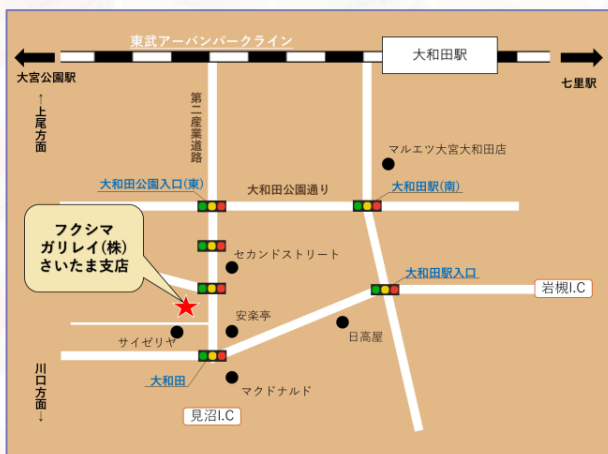 東武アーバンパークライン
大和田駅
大宮公園駅
七里駅
←上尾方面
第二産業道路
マルエツ大宮大和田店
大和田公園入口(東)
大和田公園通り
大和田駅(南)
フクシマ
ガリレイ(株)
さいたま支店
セカンドストリート
大和田駅入口
岩槻I.C
サイゼリヤ
安楽亭
日高屋
大和田
マクドナルド
川口方面→
見沼I.C